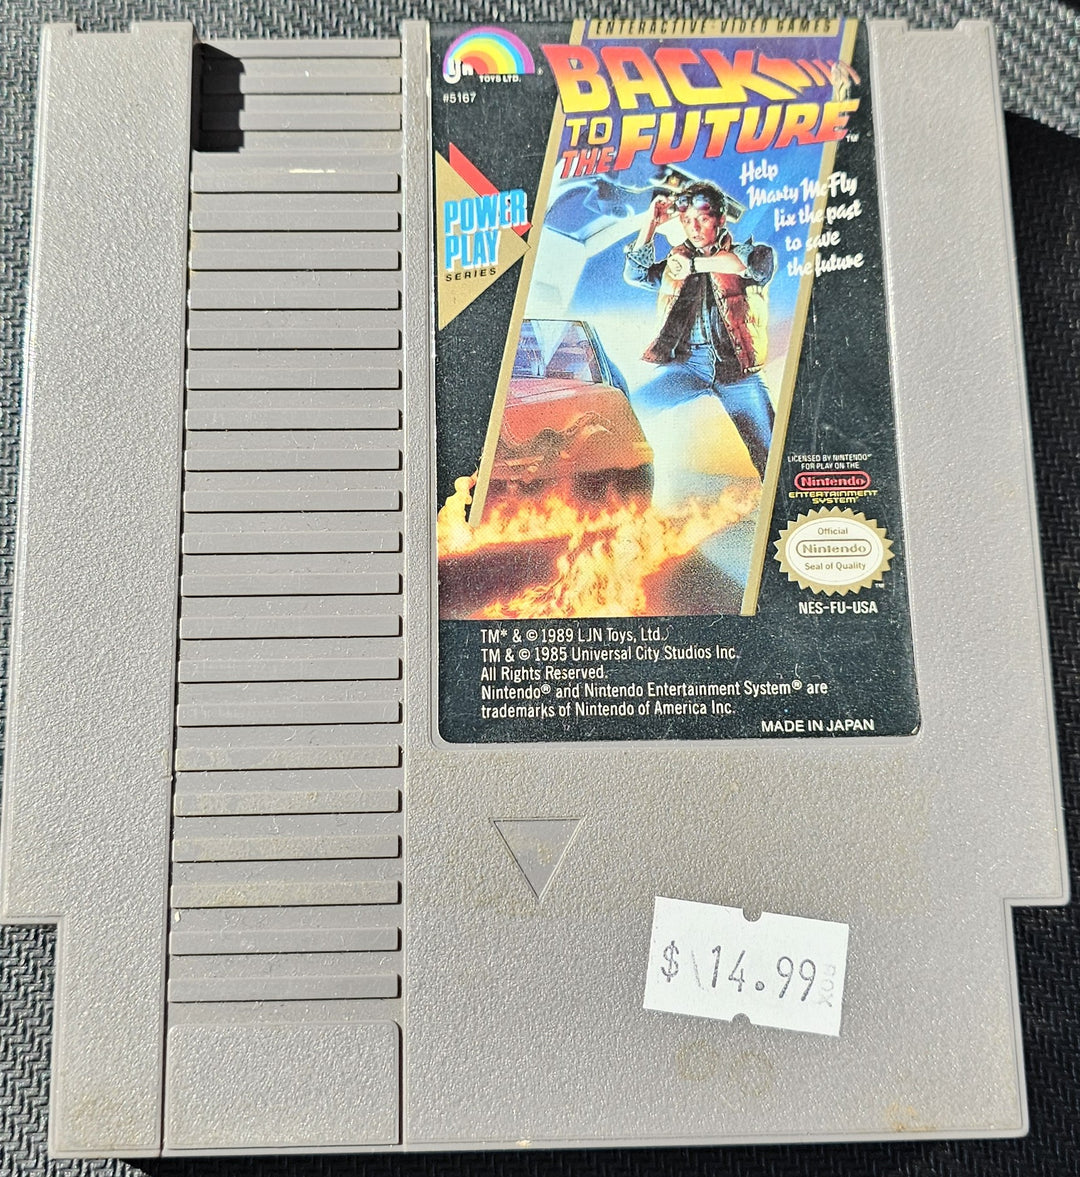 ENTERACTIVE VIDEO GAMES
LJN
TOYS LTD.
#5167
BACK
TO THE FUTURE™
Help
Marty McFly
fix the past
to save
the future
POWER
PLAY
SERIES
LICENSED BY NINTENDO®
FOR PLAY ON THE
Nintendo
ENTERTAINMENT
SYSTEM®
Official
Nintendo
Seal of Quality
™
NES-FU-USA
TM* & © 1989 LJN Toys, Ltd.
TM & © 1985 Universal City Studios Inc.
All Rights Reserved.
Nintendo® and Nintendo Entertainment System® are
trademarks of Nintendo of America Inc.
MADE IN JAPAN
$ 14.99